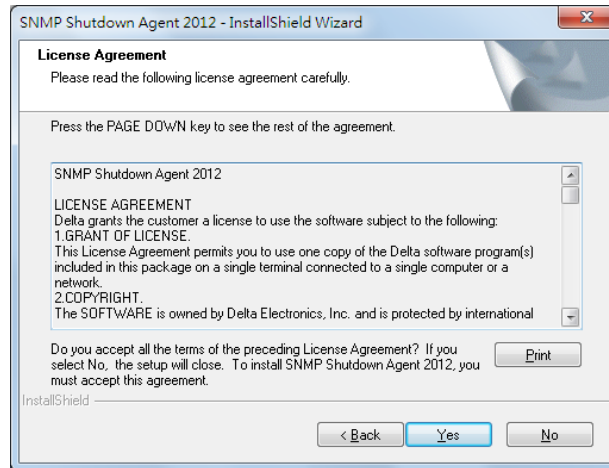 SNMP Shutdown Agent 2012 - InstallShield Wizard
License Agreement
Please read the following license agreement carefully.
Press the PAGE DOWN key to see the rest of the agreement.
SNMP Shutdown Agent 2012
LICENSE AGREEMENT
Delta grants the customer a license to use the software subject to the following:
1.GRANT OF LICENSE.
This License Agreement permits you to use one copy of the Delta software program(s)
included in this package on a single terminal connected to a single computer or a
network.
2.COPYRIGHT.
The SOFTWARE is owned by Delta Electronics, Inc. and is protected by international
Do you accept all the terms of the preceding License Agreement? If you
select No, the setup will close. To install SNMP Shutdown Agent 2012, you
must accept this agreement.
Print
InstallShield
< Back
Yes
No